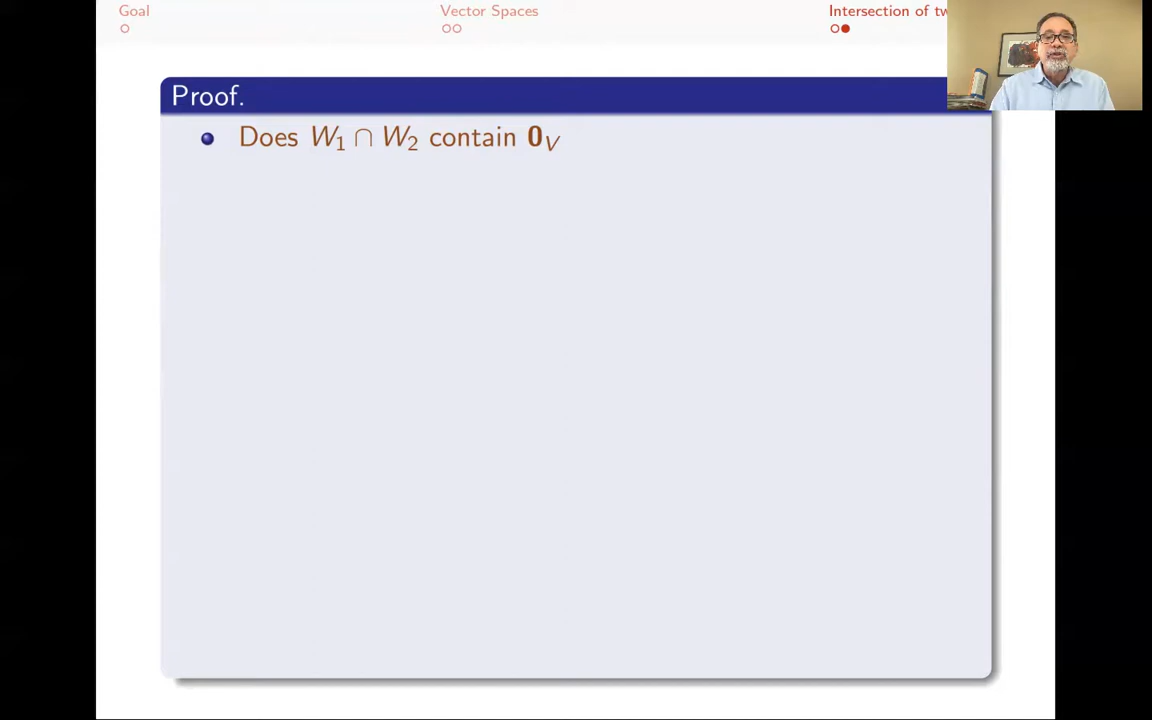 Goal
Vector Spaces
Intersection of tw
Proof.
Does W₁ ∩ W₂ contain 0_V